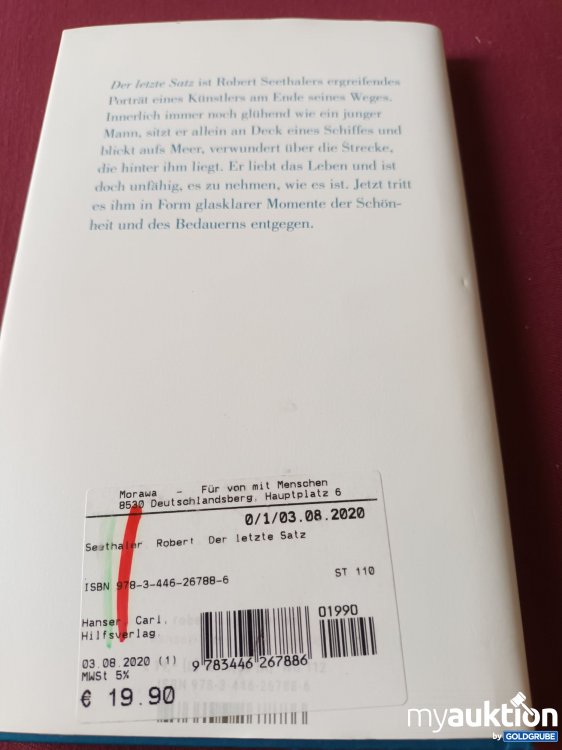 Der letzte Satz ist Robert Seethalers ergreifendes
Porträt eines Künstlers am Ende seines Weges.
Innerlich immer noch glühend wie ein junger
Mann, sitzt er allein an Deck eines Schiffes und
blickt aufs Meer, verwundert über die Strecke,
die hinter ihm liegt. Er liebt das Leben und ist
doch unfähig, es zu nehmen, wie es ist. Jetzt tritt
es ihm in Form glasklarer Momente der Schön-
heit und des Bedauerns entgegen.
Morawa - Für von mit Menschen
8530 Deutschlandsberg, Hauptplatz 6
0/1/03.08.2020
Seethaler, Robert Der letzte Satz
ISBN 978-3-446-26788-6 ST 110
Hanser, Carl, 01990
Hilfsverlag
03.08.2020 (1) 9 783446 267886
MWSt 5%
€ 19.90
ISBN 978-3-446-26788-6
myauktion
by GOLDGRUBE